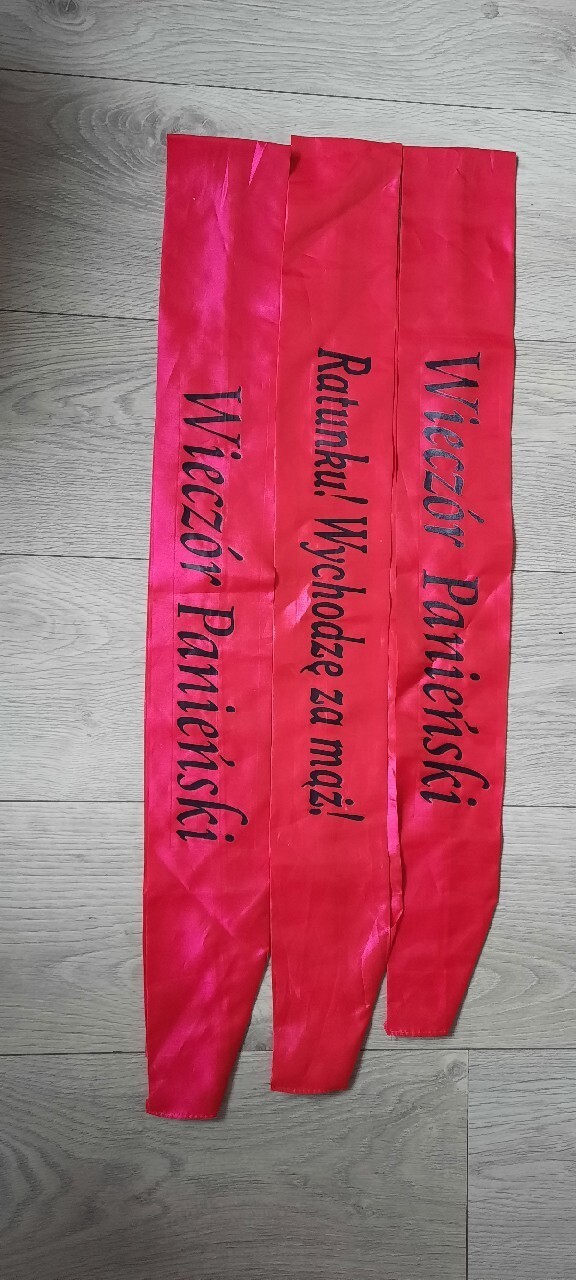 Wieczór Panieński
Ratunku! Wychodzę za mąż!
Wieczór Panieński